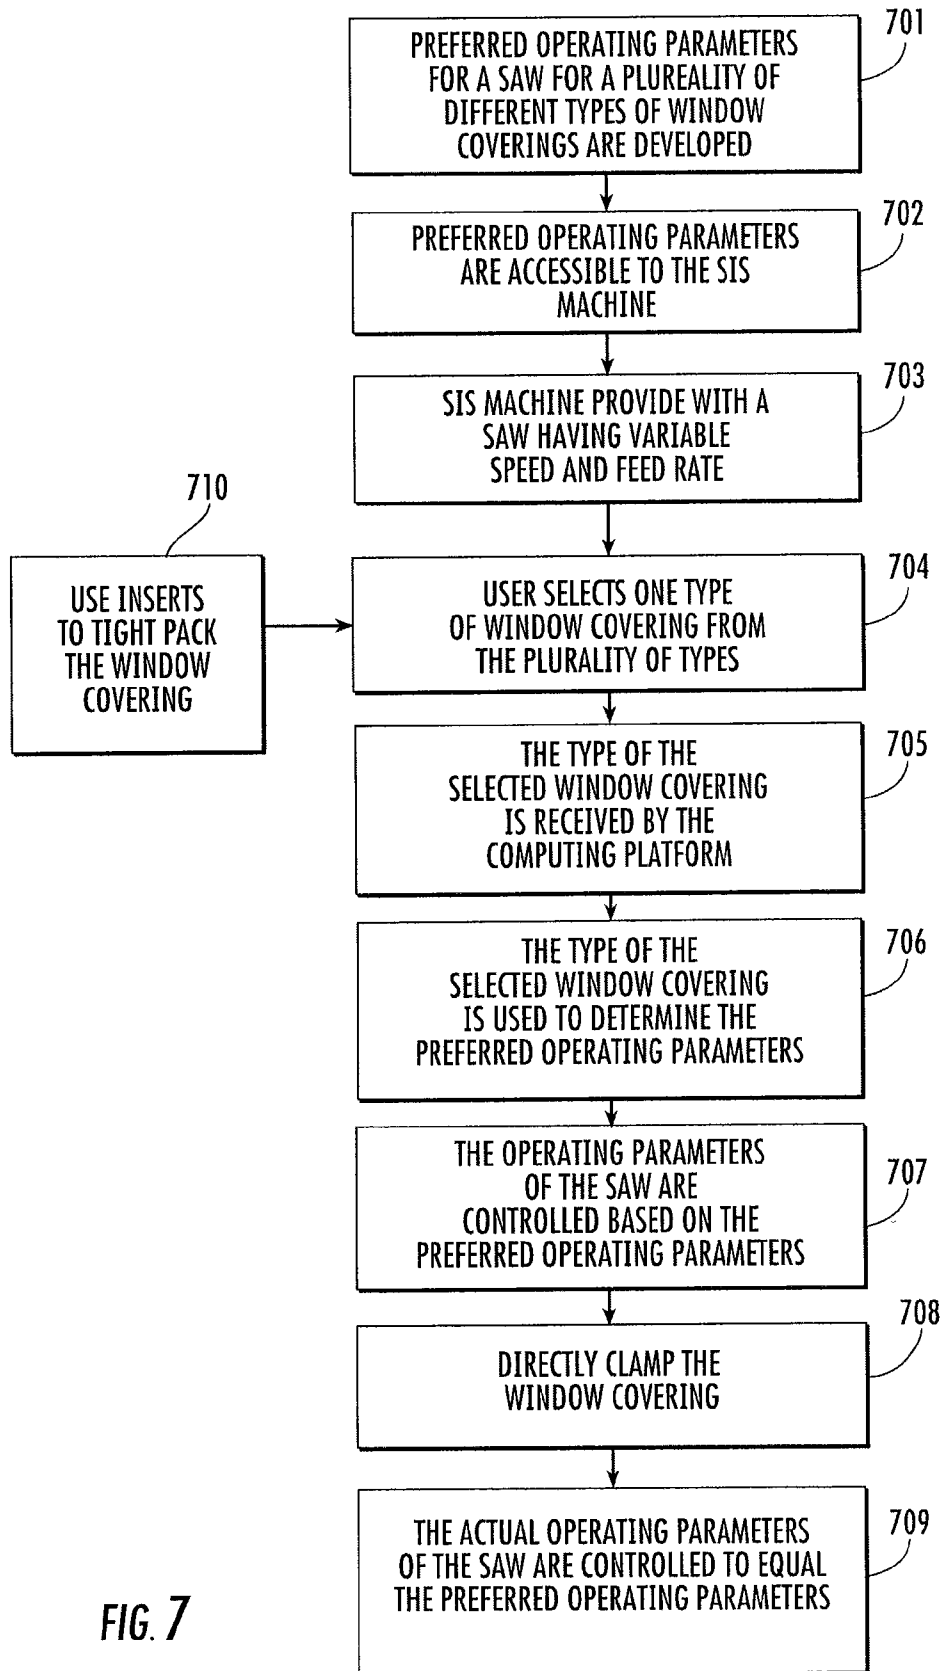 701
PREFERRED OPERATING PARAMETERS
FOR A SAW FOR A PLUREALITY OF
DIFFERENT TYPES OF WINDOW
COVERINGS ARE DEVELOPED
702
PREFERRED OPERATING PARAMETERS
ARE ACCESSIBLE TO THE SIS
MACHINE
703
SIS MACHINE PROVIDE WITH A
SAW HAVING VARIABLE
SPEED AND FEED RATE
710
USE INSERTS
TO TIGHT PACK
THE WINDOW
COVERING
704
USER SELECTS ONE TYPE
OF WINDOW COVERING FROM
THE PLURALITY OF TYPES
705
THE TYPE OF THE
SELECTED WINDOW COVERING
IS RECEIVED BY THE
COMPUTING PLATFORM
706
THE TYPE OF THE
SELECTED WINDOW COVERING
IS USED TO DETERMINE THE
PREFERRED OPERATING PARAMETERS
707
THE OPERATING PARAMETERS
OF THE SAW ARE
CONTROLLED BASED ON THE
PREFERRED OPERATING PARAMETERS
708
DIRECTLY CLAMP THE
WINDOW COVERING
709
THE ACTUAL OPERATING PARAMETERS
OF THE SAW ARE CONTROLLED TO EQUAL
THE PREFERRED OPERATING PARAMETERS
FIG. 7